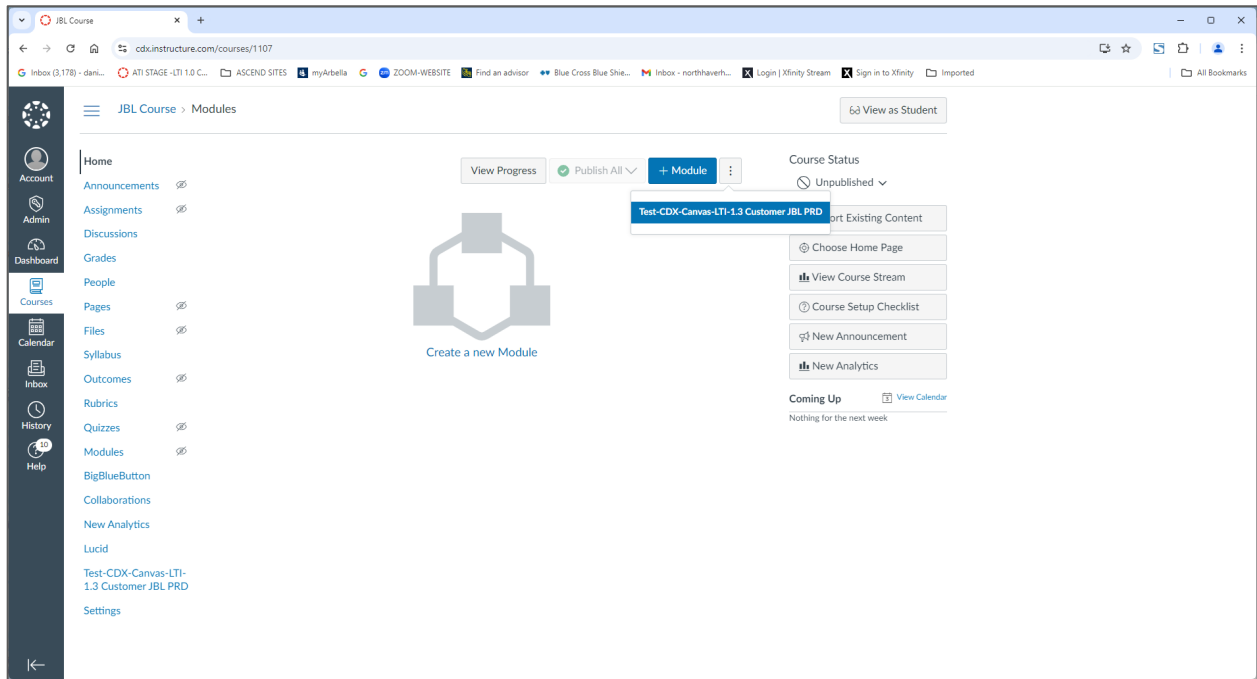 JBL Course
cdx.instructure.com/courses/1107
Inbox (3,178) - dani...
ATI STAGE -LTI 1.0 C...
ASCEND SITES
myArbella
ZOOM-WEBSITE
Find an advisor
Blue Cross Blue Shie...
Inbox - northhaverh...
Login | Xfinity Stream
Sign in to Xfinity
Imported
All Bookmarks
JBL Course > Modules
View as Student
Account
Admin
Dashboard
Courses
Calendar
Inbox
History
10
Help
Home
Announcements
Assignments
Discussions
Grades
People
Pages
Files
Syllabus
Outcomes
Rubrics
Quizzes
Modules
BigBlueButton
Collaborations
New Analytics
Lucid
Test-CDX-Canvas-LTI-
1.3 Customer JBL PRD
Settings
View Progress
Publish All
+ Module
Test-CDX-Canvas-LTI-1.3 Customer JBL PRD
Create a new Module
Course Status
Unpublished
ort Existing Content
Choose Home Page
View Course Stream
Course Setup Checklist
New Announcement
New Analytics
Coming Up
View Calendar
Nothing for the next week